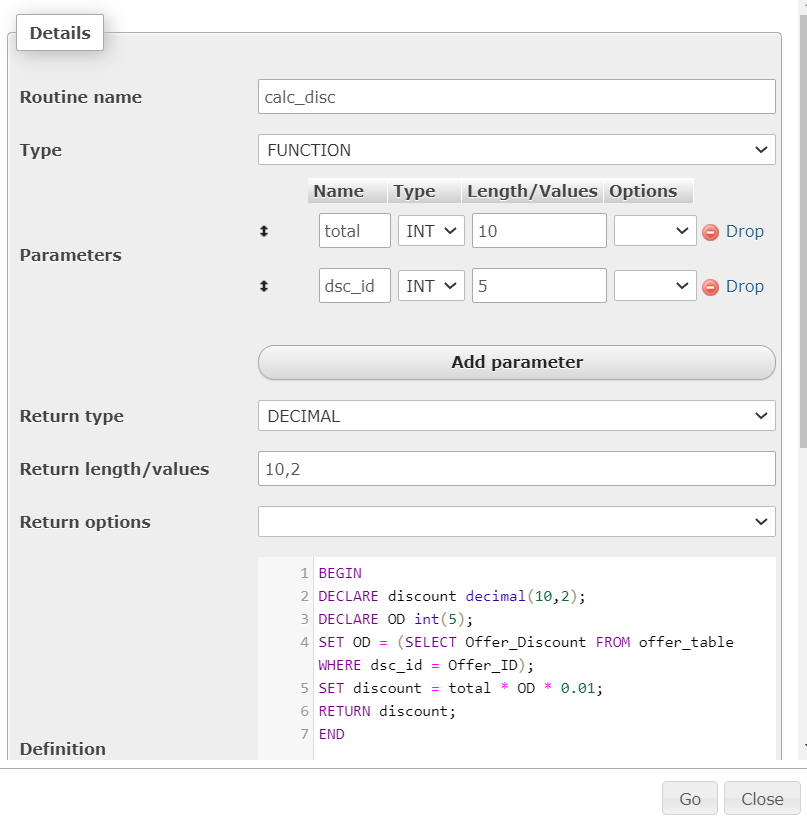 Details
Routine name calc_disc
Type FUNCTION
Name Type Length/Values Options
Parameters
total INT 10 Drop
dsc_id INT 5 Drop
Add parameter
Return type DECIMAL
Return length/values 10,2
Return options
Definition
1 BEGIN
2 DECLARE discount decimal(10,2);
3 DECLARE OD int(5);
4 SET OD = (SELECT Offer_Discount FROM offer_table
WHERE dsc_id = Offer_ID);
5 SET discount = total * OD * 0.01;
6 RETURN discount;
7 END
Go Close